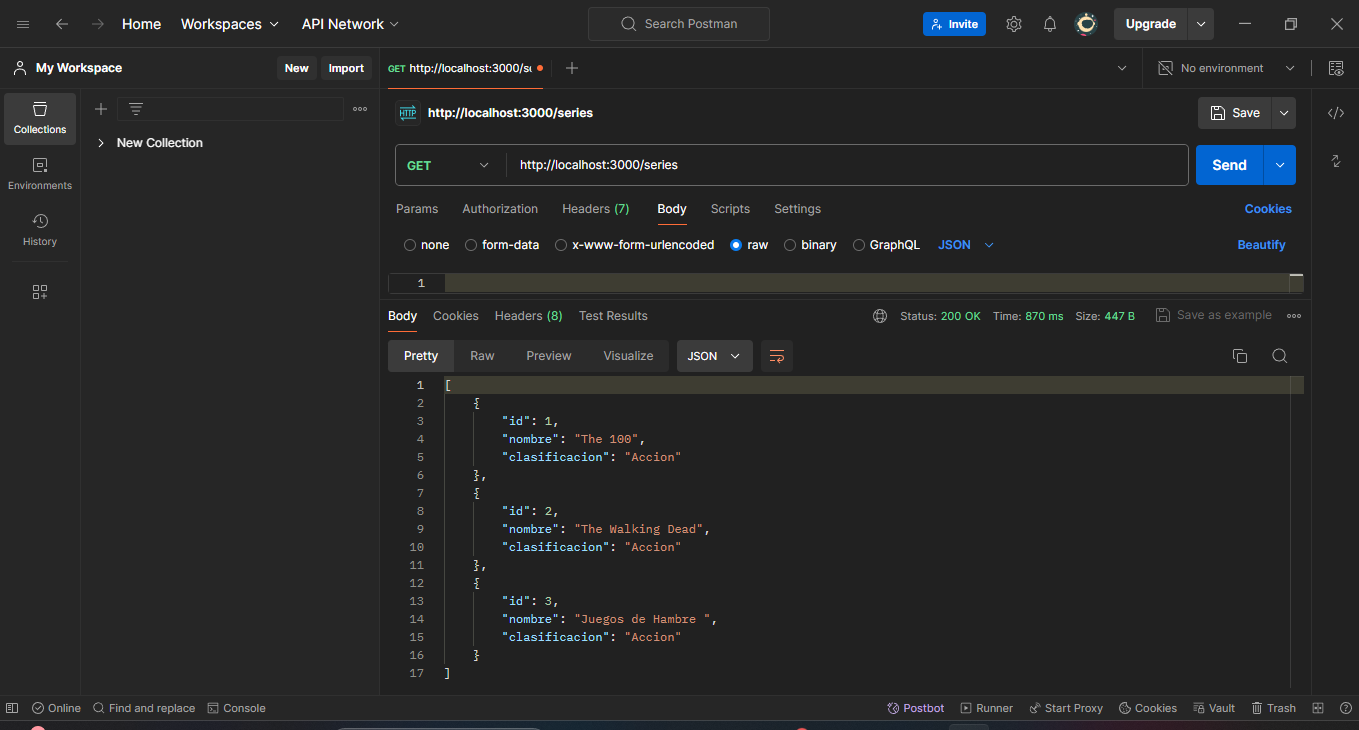 Home Workspaces API Network Search Postman Invite Upgrade
My Workspace New Import GET http://localhost:3000/se No environment
Collections
Environments
History
New Collection
HTTP http://localhost:3000/series Save
GET http://localhost:3000/series Send
Params Authorization Headers (7) Body Scripts Settings Cookies
none form-data x-www-form-urlencoded raw binary GraphQL JSON Beautify
1
Body Cookies Headers (8) Test Results Status: 200 OK Time: 870 ms Size: 447 B Save as example
Pretty Raw Preview Visualize JSON
1 [
2 {
3 "id": 1,
4 "nombre": "The 100",
5 "clasificacion": "Accion"
6 },
7 {
8 "id": 2,
9 "nombre": "The Walking Dead",
10 "clasificacion": "Accion"
11 },
12 {
13 "id": 3,
14 "nombre": "Juegos de Hambre ",
15 "clasificacion": "Accion"
16 }
17 ]
Online Find and replace Console Postbot Runner Start Proxy Cookies Vault Trash